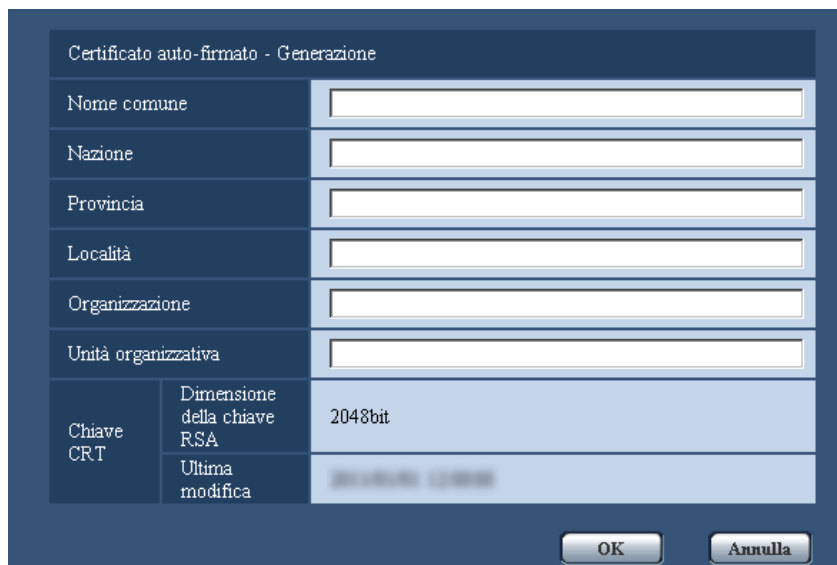 Certificato auto-firmato - Generazione
Nome comune
Nazione
Provincia
Località
Organizzazione
Unità organizzativa
Chiave
CRT
Dimensione
della chiave
RSA
2048bit
Ultima
modifica
OK
Annulla